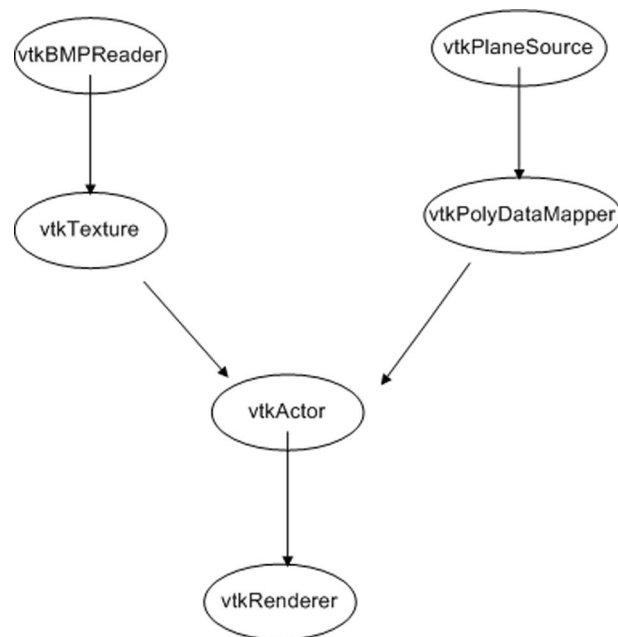 vtkBMPReader
vtkPlaneSource
vtkTexture
vtkPolyDataMapper
vtkActor
vtkRenderer